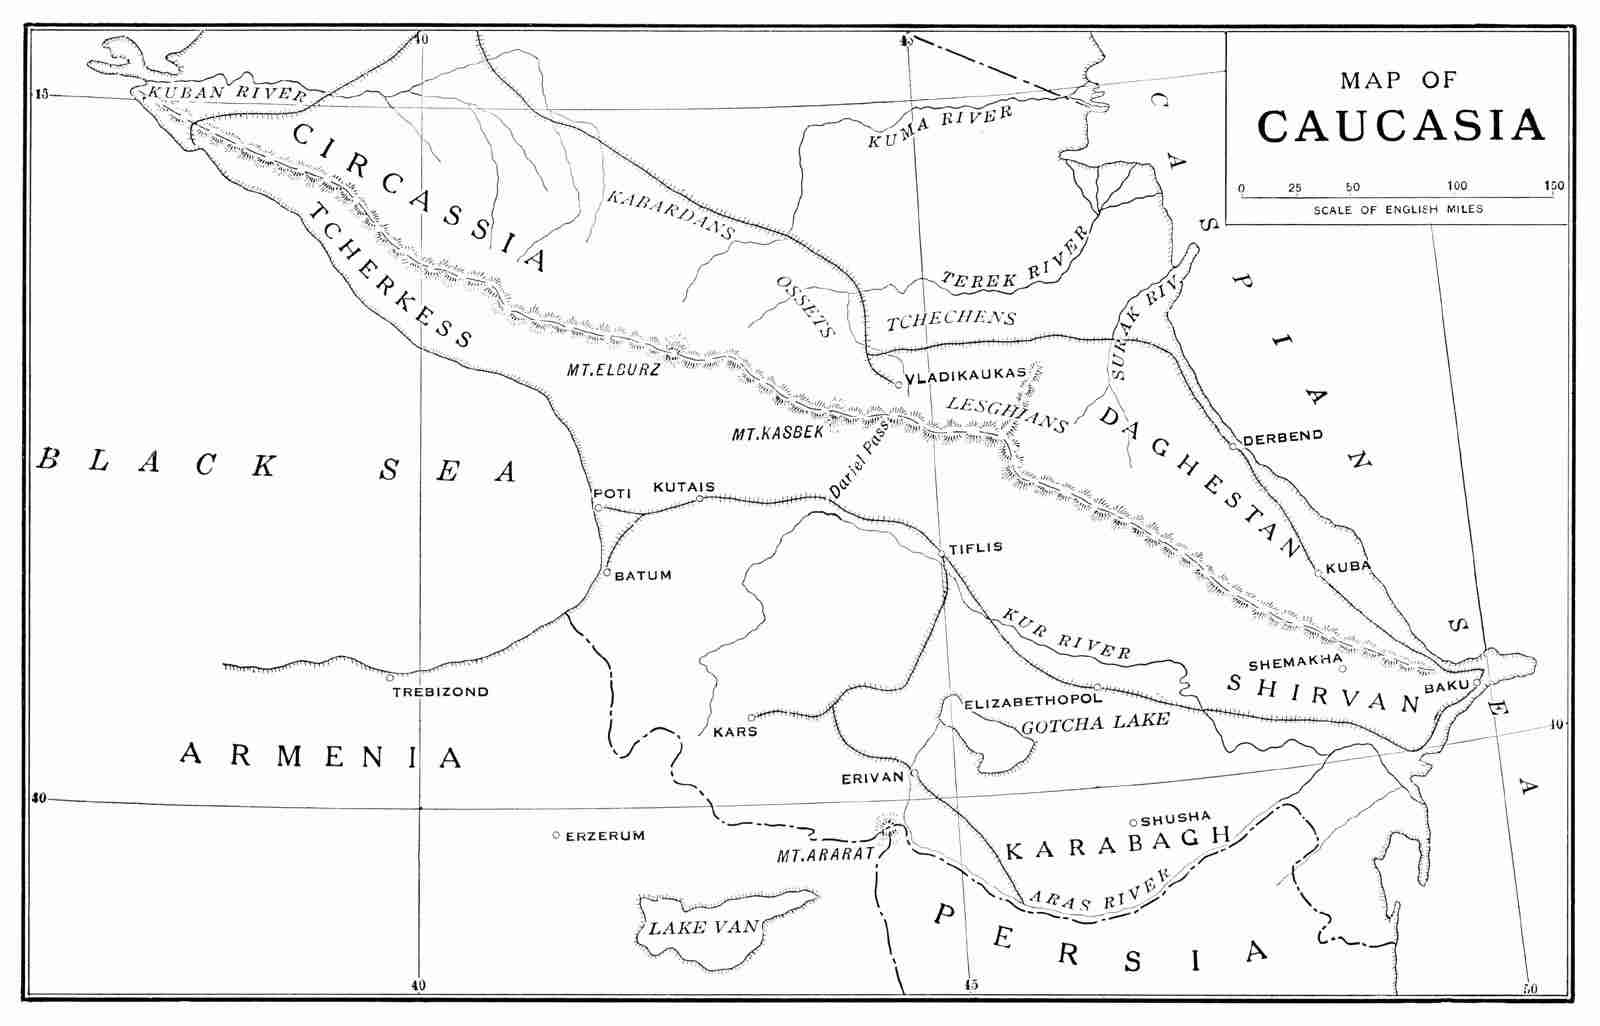 MAP OF
CAUCASIA
0 25 50 100 150
SCALE OF ENGLISH MILES
40
45
45
KUBAN RIVER
CIRCASSIA
TCHERKESS
KABARDANS
KUMA RIVER
CASPIAN SEA
TEREK RIVER
OSSETS
TCHECHENS
SURAK RIV.
MT. ELBURZ
VLADIKAUKAS
LESGHIANS
MT. KASBEK
Dariel Pass
DAGHESTAN
DERBEND
BLACK SEA
POTI
KUTAIS
BATUM
TIFLIS
KUBA
KUR RIVER
SHEMAKHA
SHIRVAN
BAKU
TREBIZOND
ELIZABETHOPOL
GOTCHA LAKE
KARS
40
ARMENIA
ERIVAN
40
ERZERUM
SHUSHA
KARABAGH
MT. ARARAT
ARAS RIVER
LAKE VAN
PERSIA
40
45
50